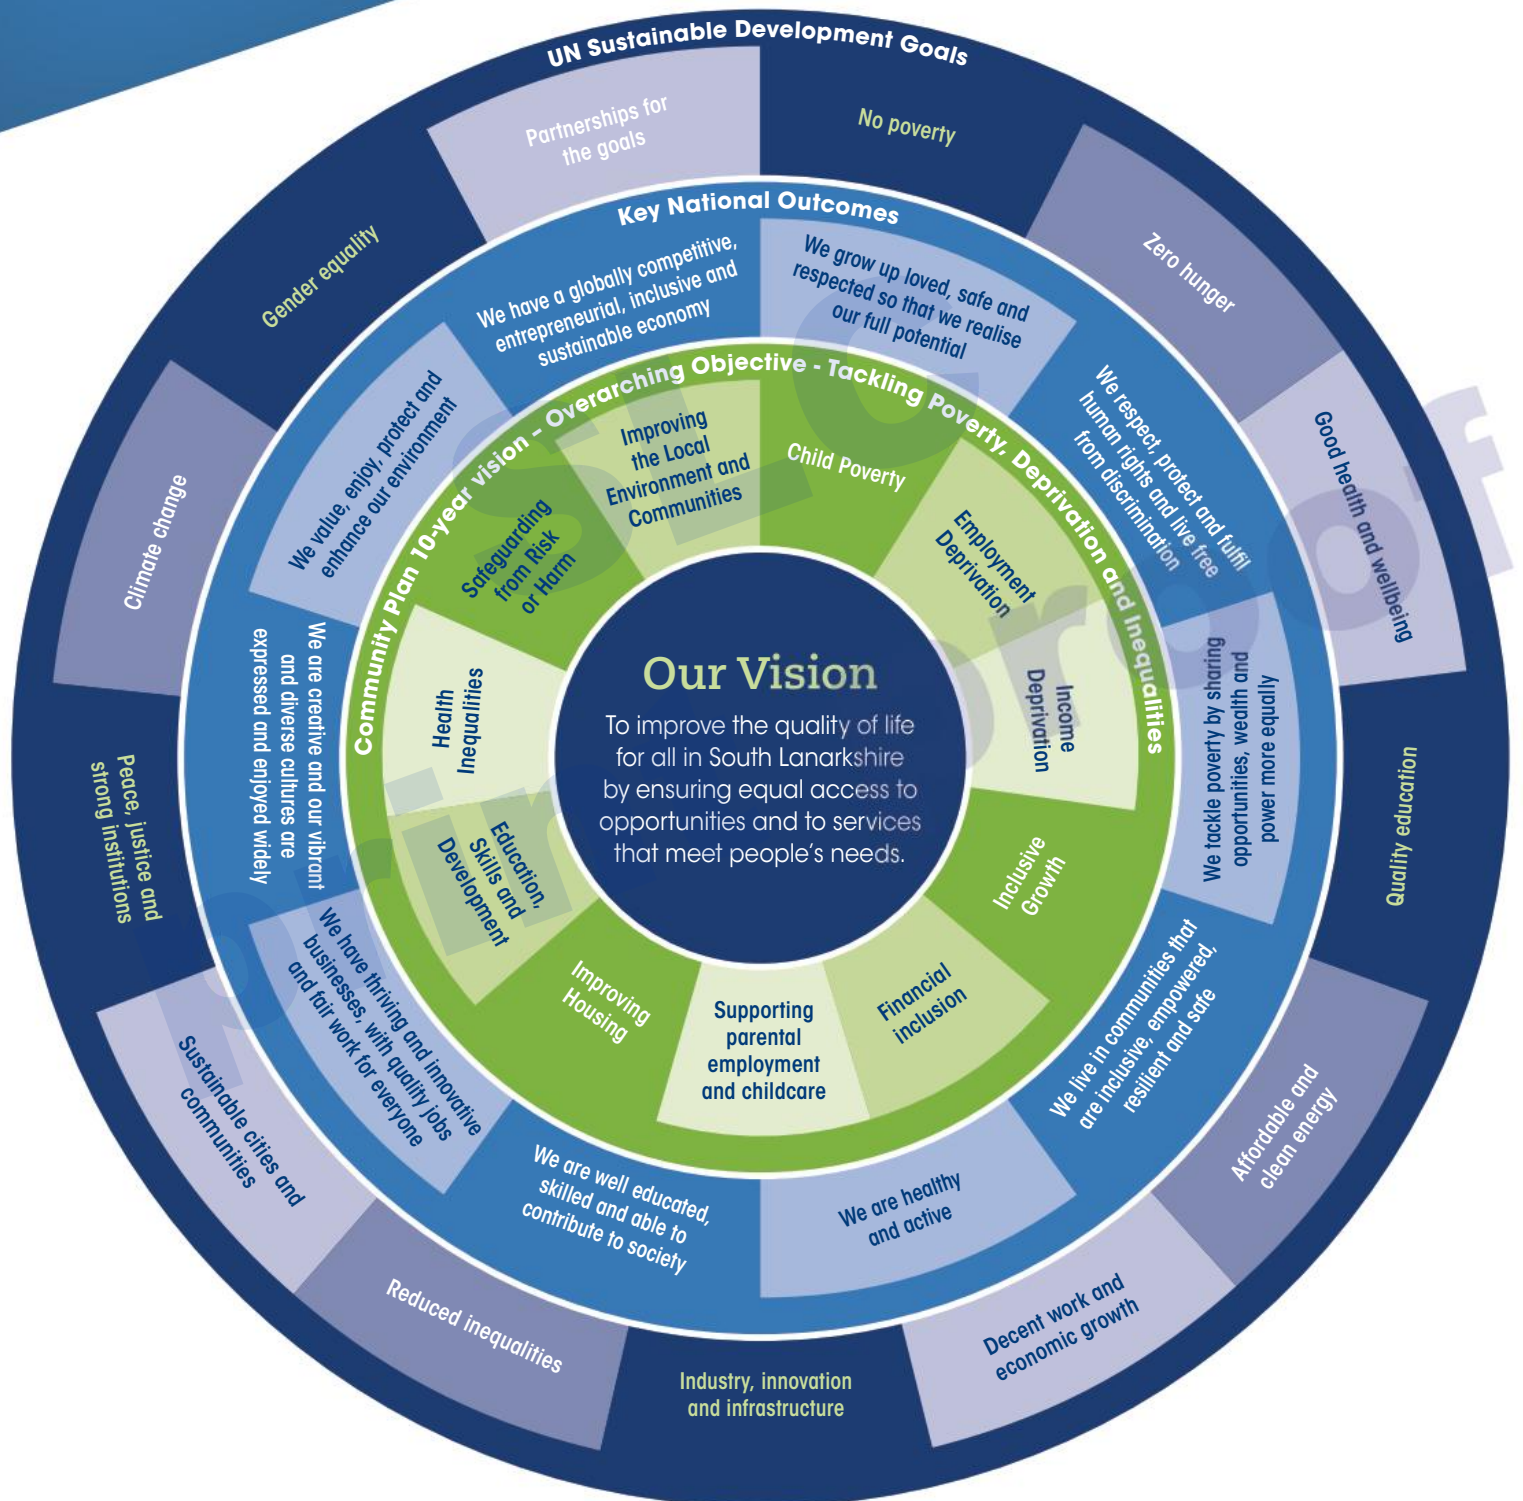 UN Sustainable Development Goals
No poverty
Zero hunger
Good health and wellbeing
Quality education
Affordable and
clean energy
Decent work and
economic growth
Industry, innovation
and infrastructure
Reduced inequalities
Sustainable cities and
communities
Peace, justice and
strong institutions
Climate change
Gender equality
Partnerships for
the goals
Key National Outcomes
We grow up loved, safe and
respected so that we realise
our full potential
We respect, protect and fulfil
human rights and live free
from discrimination
We tackle poverty by sharing
opportunities, wealth and
power more equally
We live in communities that
are inclusive, empowered,
resilient and safe
We are healthy
and active
We are well educated,
skilled and able to
contribute to society
We have thriving and innovative
businesses, with quality jobs
and fair work for everyone
We are creative and our vibrant
and diverse cultures are
expressed and enjoyed widely
We value, enjoy, protect and
enhance our environment
We have a globally competitive,
entrepreneurial, inclusive and
sustainable economy
Community Plan 10-year vision - Overarching Objective - Tackling Poverty, Deprivation and Inequalities
Child Poverty
Employment
Deprivation
Income
Deprivation
Inclusive
Growth
Financial
inclusion
Supporting
parental
employment
and childcare
Improving
Housing
Education,
Skills and
Development
Health
Inequalities
Safeguarding
from Risk
or Harm
Improving
the Local
Environment and
Communities
Our Vision
To improve the quality of life
for all in South Lanarkshire
by ensuring equal access to
opportunities and to services
that meet people's needs.
SLC
print proof